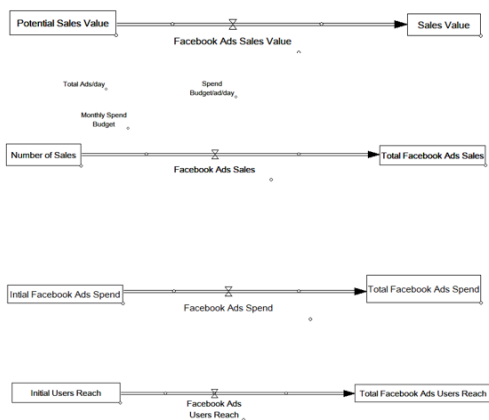 Potential Sales Value
Sales Value
Facebook Ads Sales Value
Total Ads/day
Spend
Budget/ad/day
Monthly Spend
Budget
Number of Sales
Total Facebook Ads Sales
Facebook Ads Sales
Intial Facebook Ads Spend
Total Facebook Ads Spend
Facebook Ads Spend
Initial Users Reach
Total Facebook Ads Users Reach
Facebook Ads
Users Reach